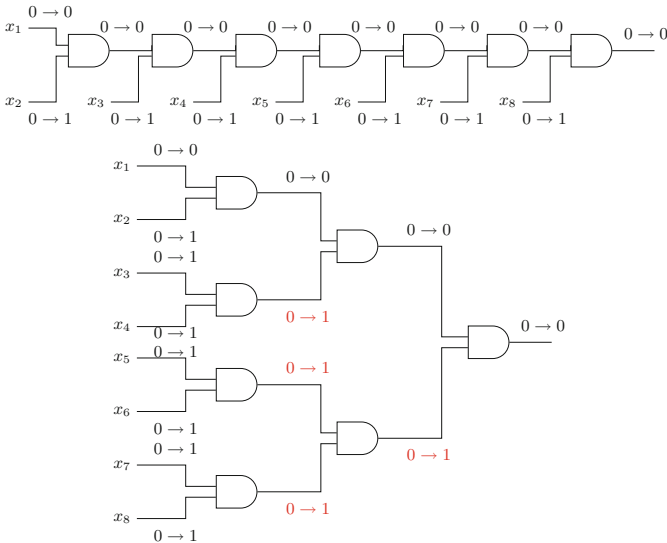 0 → 0
x1 0 → 0 0 → 0 0 → 0 0 → 0 0 → 0 0 → 0 0 → 0
x2 x3 x4 x5 x6 x7 x8
0 → 1 0 → 1 0 → 1 0 → 1 0 → 1 0 → 1 0 → 1
0 → 0
x1
0 → 0
x2
0 → 1
0 → 0
0 → 1
x3
0 → 1
x4
0 → 1
0 → 0
0 → 1
x5
0 → 1
x6
0 → 1
0 → 1
0 → 1
x7
0 → 1
x8
0 → 1